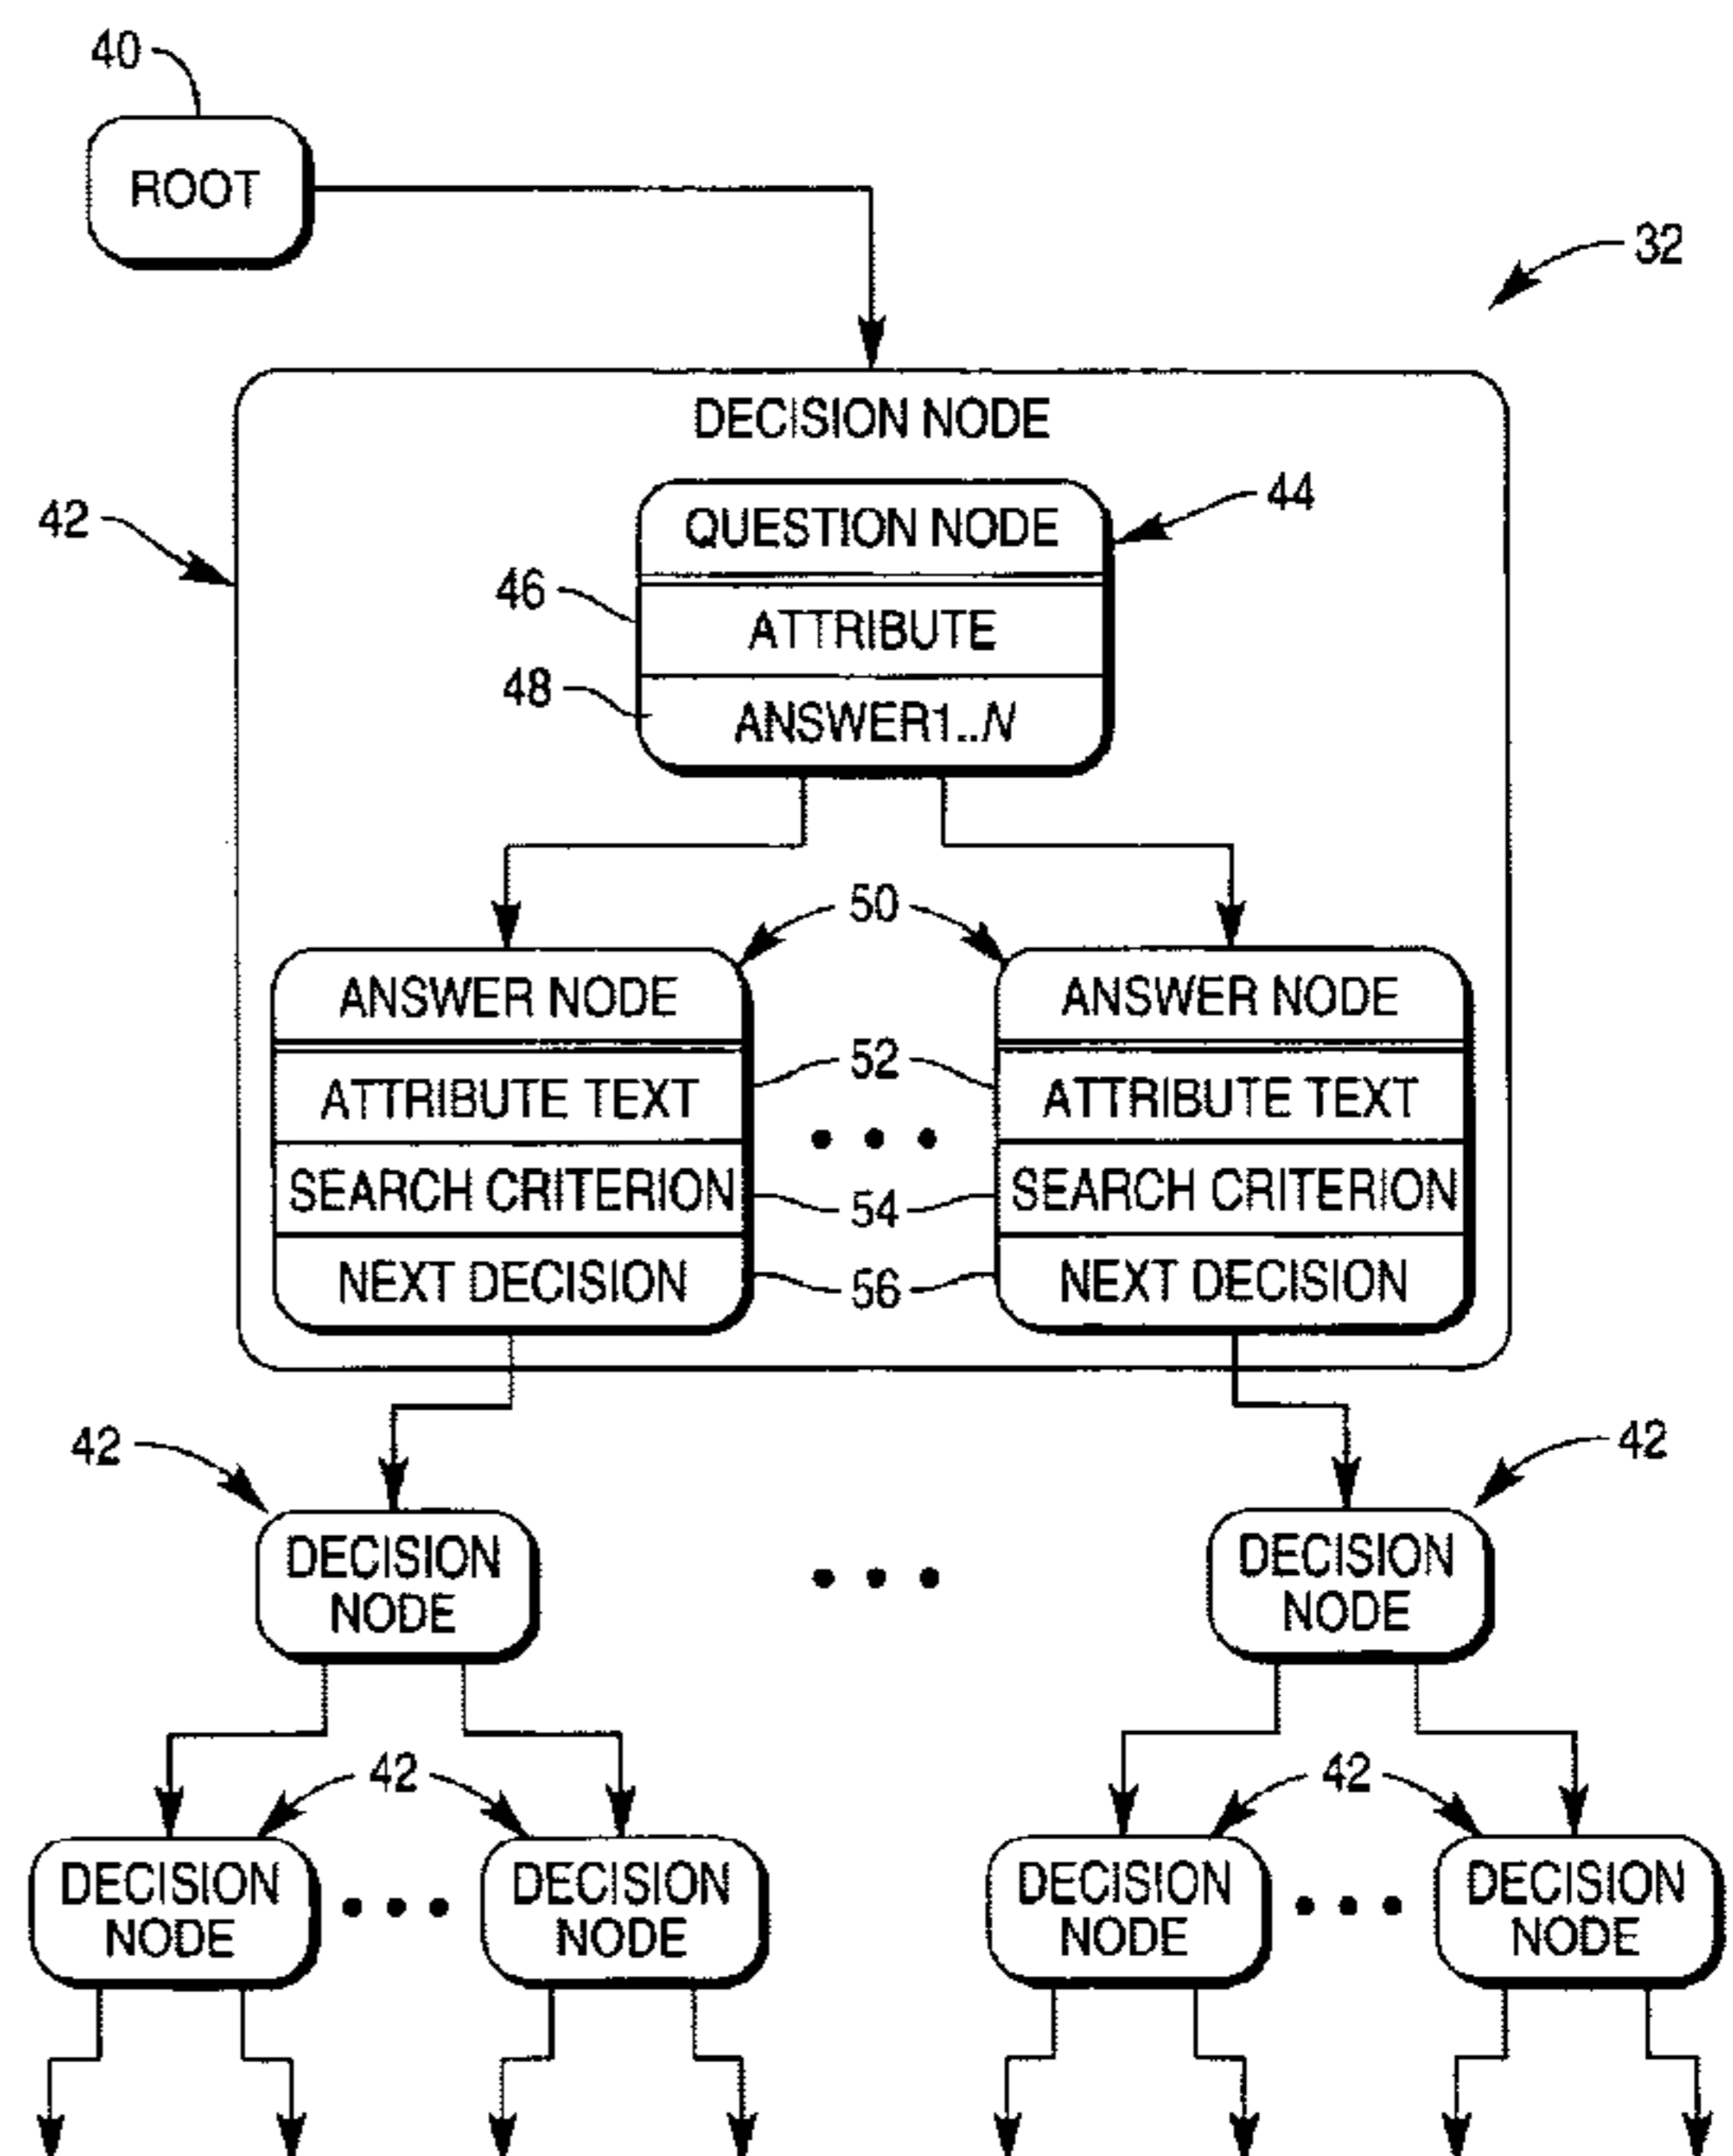 40
ROOT
32
DECISION NODE
42
QUESTION NODE
44
46
ATTRIBUTE
48
ANSWER1..N
50
ANSWER NODE
ANSWER NODE
52
ATTRIBUTE TEXT
ATTRIBUTE TEXT
SEARCH CRITERION
54
SEARCH CRITERION
NEXT DECISION
56
NEXT DECISION
42
42
DECISION
NODE
DECISION
NODE
42
42
DECISION
NODE
DECISION
NODE
DECISION
NODE
DECISION
NODE